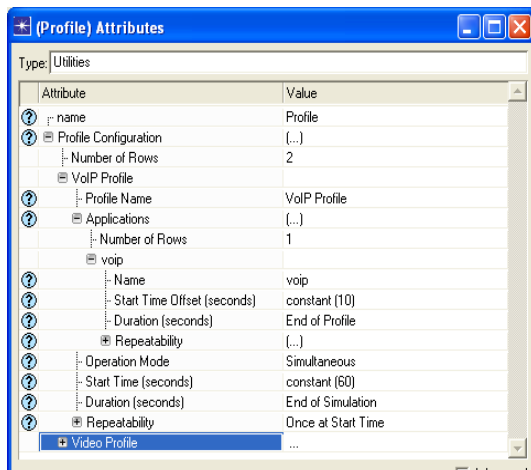 (Profile) Attributes
Type: Utilities
Attribute Value
name Profile
Profile Configuration (...)
Number of Rows 2
VoIP Profile
Profile Name VoIP Profile
Applications (...)
Number of Rows 1
voip
Name voip
Start Time Offset (seconds) constant (10)
Duration (seconds) End of Profile
Repeatability (...)
Operation Mode Simultaneous
Start Time (seconds) constant (60)
Duration (seconds) End of Simulation
Repeatability Once at Start Time
Video Profile ...